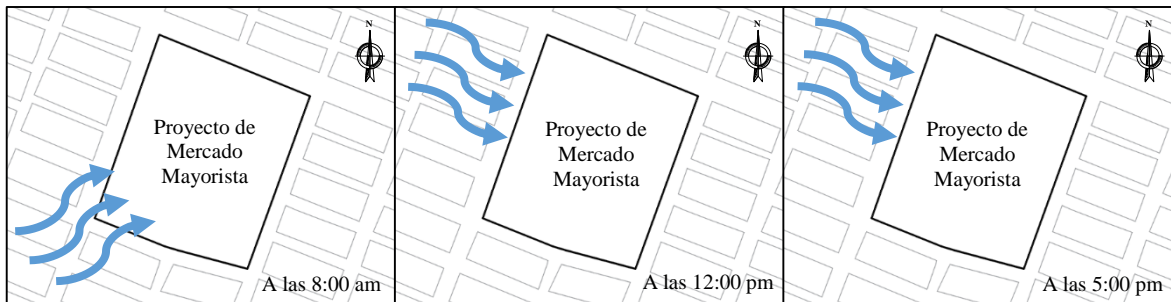 N
Proyecto de
Mercado
Mayorista
A las 8:00 am
N
Proyecto de
Mercado
Mayorista
A las 12:00 pm
N
Proyecto de
Mercado
Mayorista
A las 5:00 pm